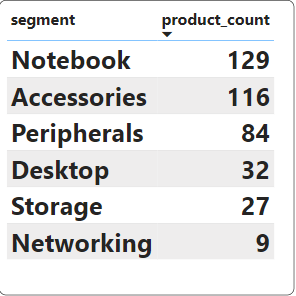 segment product_count
Notebook 129
Accessories 116
Peripherals 84
Desktop 32
Storage 27
Networking 9